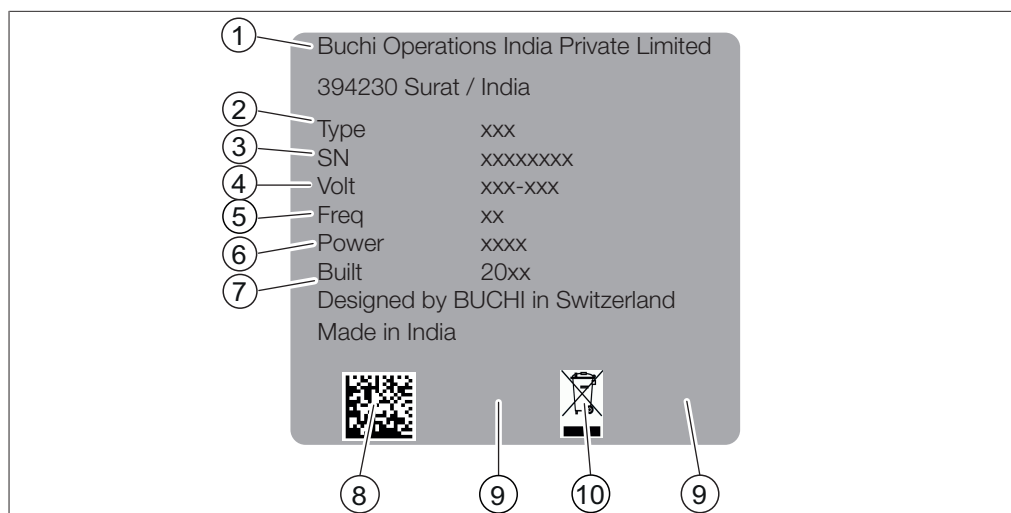 ① Buchi Operations India Private Limited
394230 Surat / India
② Type xxx
③ SN xxxxxxxx
④ Volt xxx-xxx
⑤ Freq xx
⑥ Power xxxx
⑦ Built 20xx
Designed by BUCHI in Switzerland
Made in India
⑧ ⑨ ⑩ ⑨